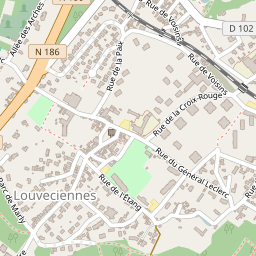 N 186
Allée des Arches
Rue de la Paix
Rue de Voisins
D 102
Rue de Voisins
Rue de la Croix-Rouge
Rue du Général Leclerc
Rue de l'Étang
Louveciennes
Parc de Marly